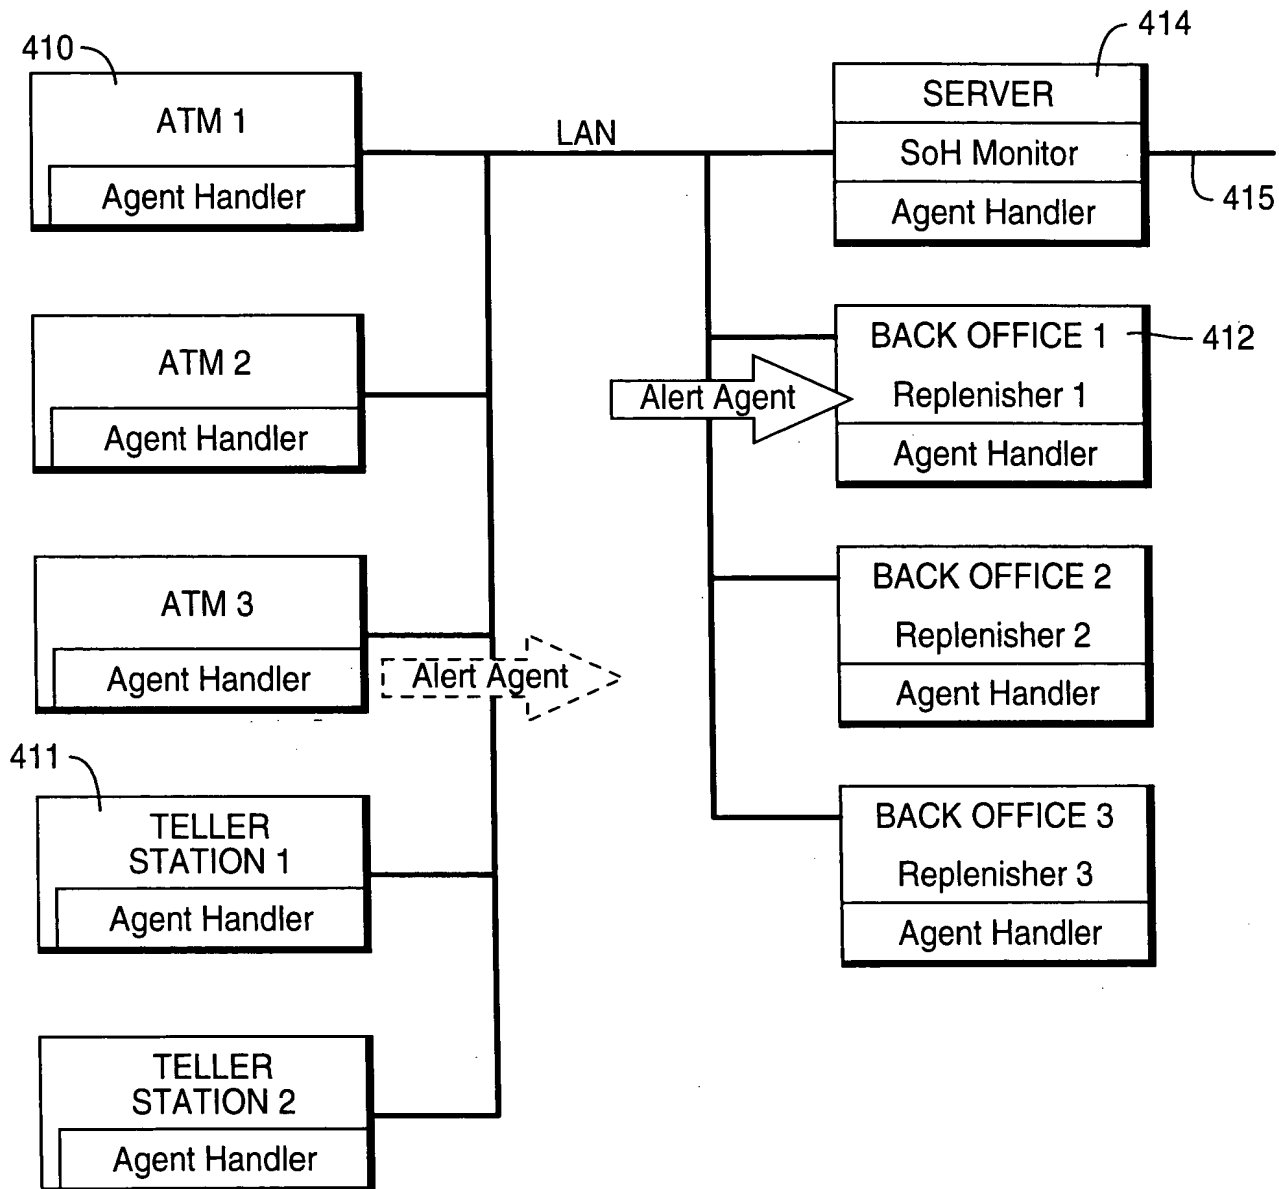 410
ATM 1
Agent Handler
ATM 2
Agent Handler
ATM 3
Agent Handler
Alert Agent
411
TELLER
STATION 1
Agent Handler
TELLER
STATION 2
Agent Handler
LAN
414
SERVER
SoH Monitor
Agent Handler
415
BACK OFFICE 1
412
Replenisher 1
Agent Handler
Alert Agent
BACK OFFICE 2
Replenisher 2
Agent Handler
BACK OFFICE 3
Replenisher 3
Agent Handler